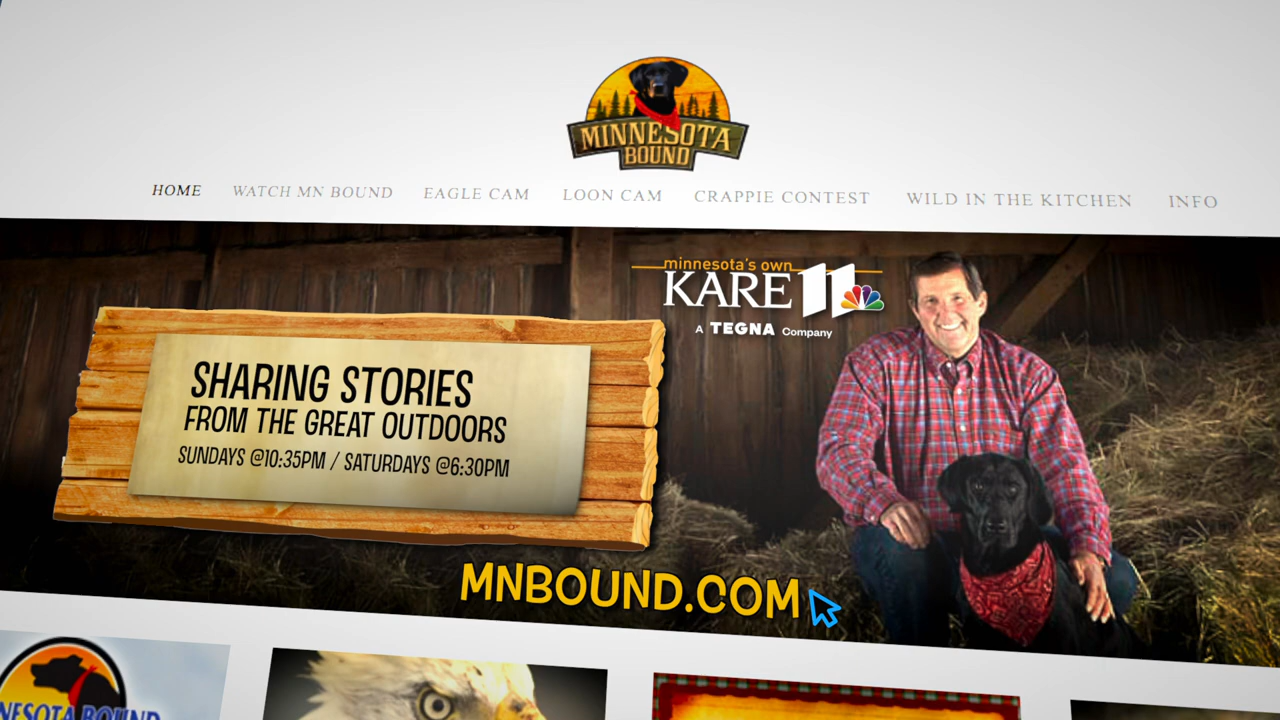 MINNESOTA
BOUND
HOME WATCH MN BOUND EAGLE CAM LOON CAM CRAPPIE CONTEST WILD IN THE KITCHEN INFO
minnesota's own
KARE 11
A TEGNA Company
SHARING STORIES
FROM THE GREAT OUTDOORS
SUNDAYS @10:35PM / SATURDAYS @6:30PM
MNBOUND.COM